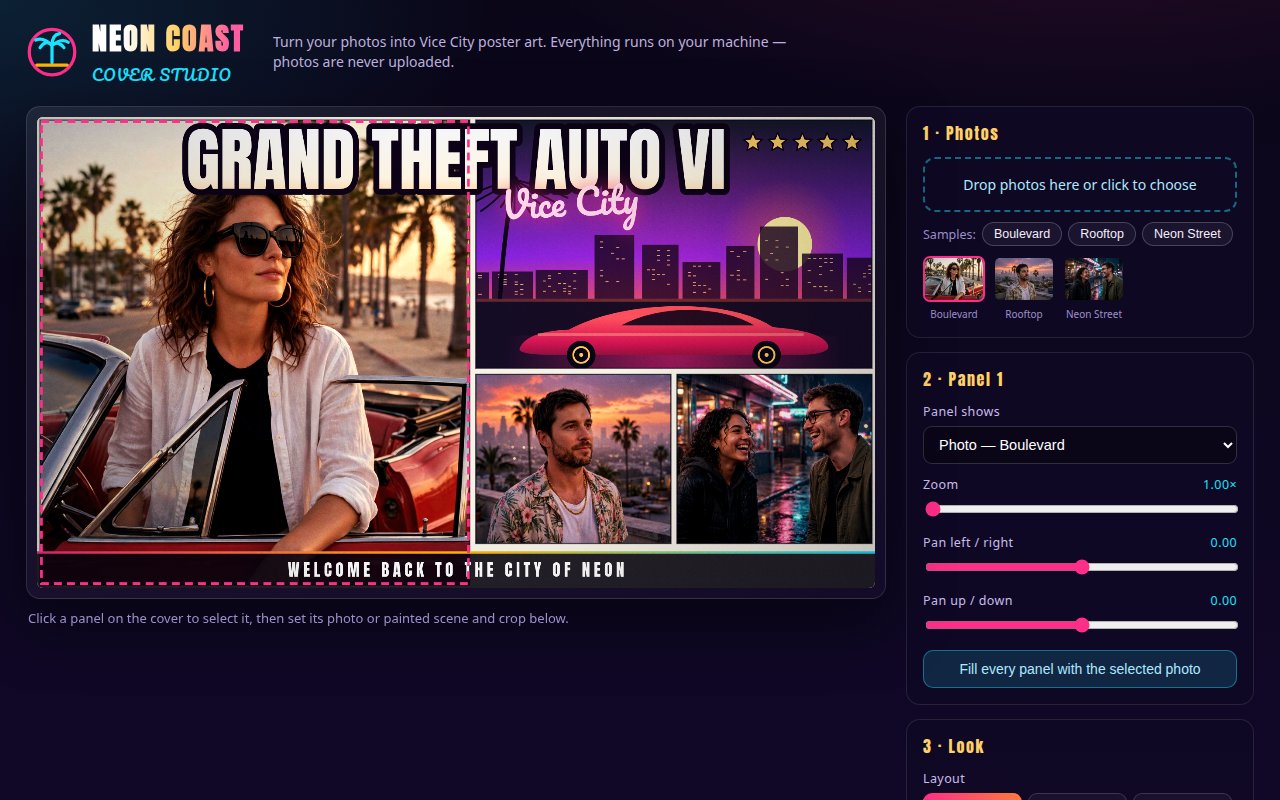 NEON COAST
COVER STUDIO
Turn your photos into Vice City poster art. Everything runs on your machine —
photos are never uploaded.
GRAND THEFT AUTO VI
Vice City
WELCOME BACK TO THE CITY OF NEON
Click a panel on the cover to select it, then set its photo or painted scene and crop below.
1 · Photos
Drop photos here or click to choose
Samples: Boulevard Rooftop Neon Street
Boulevard Rooftop Neon Street
2 · Panel 1
Panel shows
Photo — Boulevard
Zoom 1.00×
Pan left / right 0.00
Pan up / down 0.00
Fill every panel with the selected photo
3 · Look
Layout